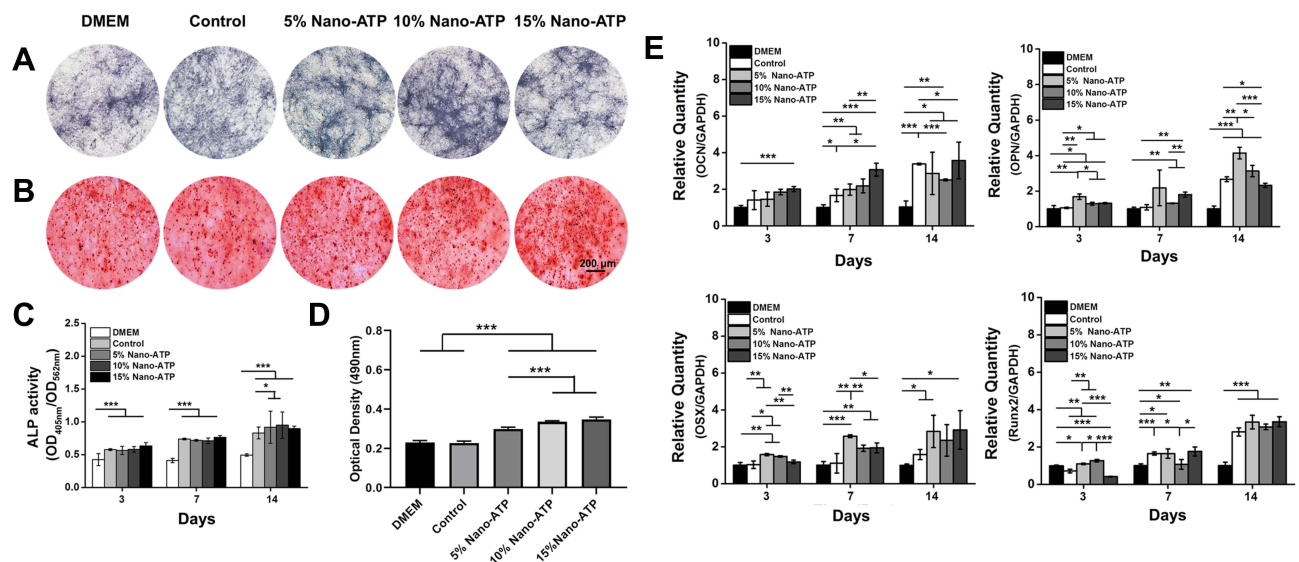 DMEM Control 5% Nano-ATP 10% Nano-ATP 15% Nano-ATP
A
B
200 μm
C
ALP activity
(OD405nm/OD562nm)
2.5
2.0
1.5
1.0
0.5
0.0
DMEM
Control
5% Nano-ATP
10% Nano-ATP
15% Nano-ATP
***
***
***
*
3 7 14
Days
D
Optical Density (490nm)
0.8
0.6
0.4
0.2
0.0
***
***
DMEM
Control
5% Nano-ATP
10% Nano-ATP
15%Nano-ATP
E
Relative Quantity
(OCN/GAPDH)
10
8
6
4
2
0
DMEM
Control
5% Nano-ATP
10% Nano-ATP
15% Nano-ATP
***
**
***
**
* *
**
*
*
*** ***
3 7 14
Days
Relative Quantity
(OPN/GAPDH)
10
8
6
4
2
0
DMEM
Control
5% Nano-ATP
10% Nano-ATP
15% Nano-ATP
*
**
*
** *
**
** **
*
***
** *
***
3 7 14
Days
Relative Quantity
(OSX/GAPDH)
10
8
6
4
2
0
DMEM
Control
5% Nano-ATP
10% Nano-ATP
15% Nano-ATP
**
**
**
*
**
*
** **
**
***
*
*
3 7 14
Days
Relative Quantity
(Runx2/GAPDH)
10
8
6
4
2
0
DMEM
Control
5% Nano-ATP
10% Nano-ATP
15% Nano-ATP
**
***
**
***
* * ***
**
*
*
*** * *
***
3 7 14
Days